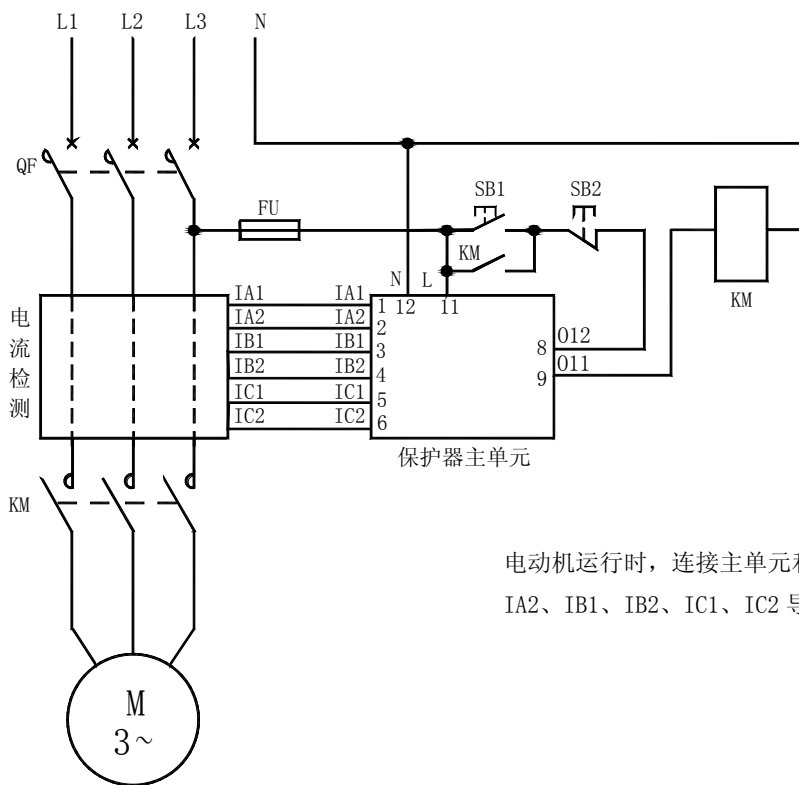 L1 L2 L3 N
QF
FU
SB1 SB2
KM
KM
N L
电流检测
IA1 IA1 1 12 11
IA2 IA2 2
IB1 IB1 3
IB2 IB2 4
IC1 IC1 5
IC2 IC2 6
8 O12
9 O11
保护器主单元
KM
电动机运行时，连接主单元和
IA2、IB1、IB2、IC1、IC2
M
3~